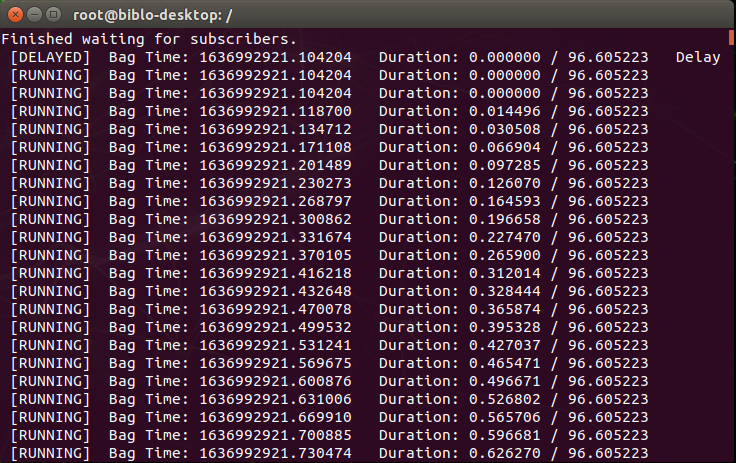 root@biblo-desktop: /
Finished waiting for subscribers.
[DELAYED]  Bag Time: 1636992921.104204   Duration: 0.000000 / 96.605223   Delay
[RUNNING]  Bag Time: 1636992921.104204   Duration: 0.000000 / 96.605223
[RUNNING]  Bag Time: 1636992921.104204   Duration: 0.000000 / 96.605223
[RUNNING]  Bag Time: 1636992921.118700   Duration: 0.014496 / 96.605223
[RUNNING]  Bag Time: 1636992921.134712   Duration: 0.030508 / 96.605223
[RUNNING]  Bag Time: 1636992921.171108   Duration: 0.066904 / 96.605223
[RUNNING]  Bag Time: 1636992921.201489   Duration: 0.097285 / 96.605223
[RUNNING]  Bag Time: 1636992921.230273   Duration: 0.126070 / 96.605223
[RUNNING]  Bag Time: 1636992921.268797   Duration: 0.164593 / 96.605223
[RUNNING]  Bag Time: 1636992921.300862   Duration: 0.196658 / 96.605223
[RUNNING]  Bag Time: 1636992921.331674   Duration: 0.227470 / 96.605223
[RUNNING]  Bag Time: 1636992921.370105   Duration: 0.265900 / 96.605223
[RUNNING]  Bag Time: 1636992921.416218   Duration: 0.312014 / 96.605223
[RUNNING]  Bag Time: 1636992921.432648   Duration: 0.328444 / 96.605223
[RUNNING]  Bag Time: 1636992921.470078   Duration: 0.365874 / 96.605223
[RUNNING]  Bag Time: 1636992921.499532   Duration: 0.395328 / 96.605223
[RUNNING]  Bag Time: 1636992921.531241   Duration: 0.427037 / 96.605223
[RUNNING]  Bag Time: 1636992921.569675   Duration: 0.465471 / 96.605223
[RUNNING]  Bag Time: 1636992921.600876   Duration: 0.496671 / 96.605223
[RUNNING]  Bag Time: 1636992921.631006   Duration: 0.526802 / 96.605223
[RUNNING]  Bag Time: 1636992921.669910   Duration: 0.565706 / 96.605223
[RUNNING]  Bag Time: 1636992921.700885   Duration: 0.596681 / 96.605223
[RUNNING]  Bag Time: 1636992921.730474   Duration: 0.626270 / 96.605223